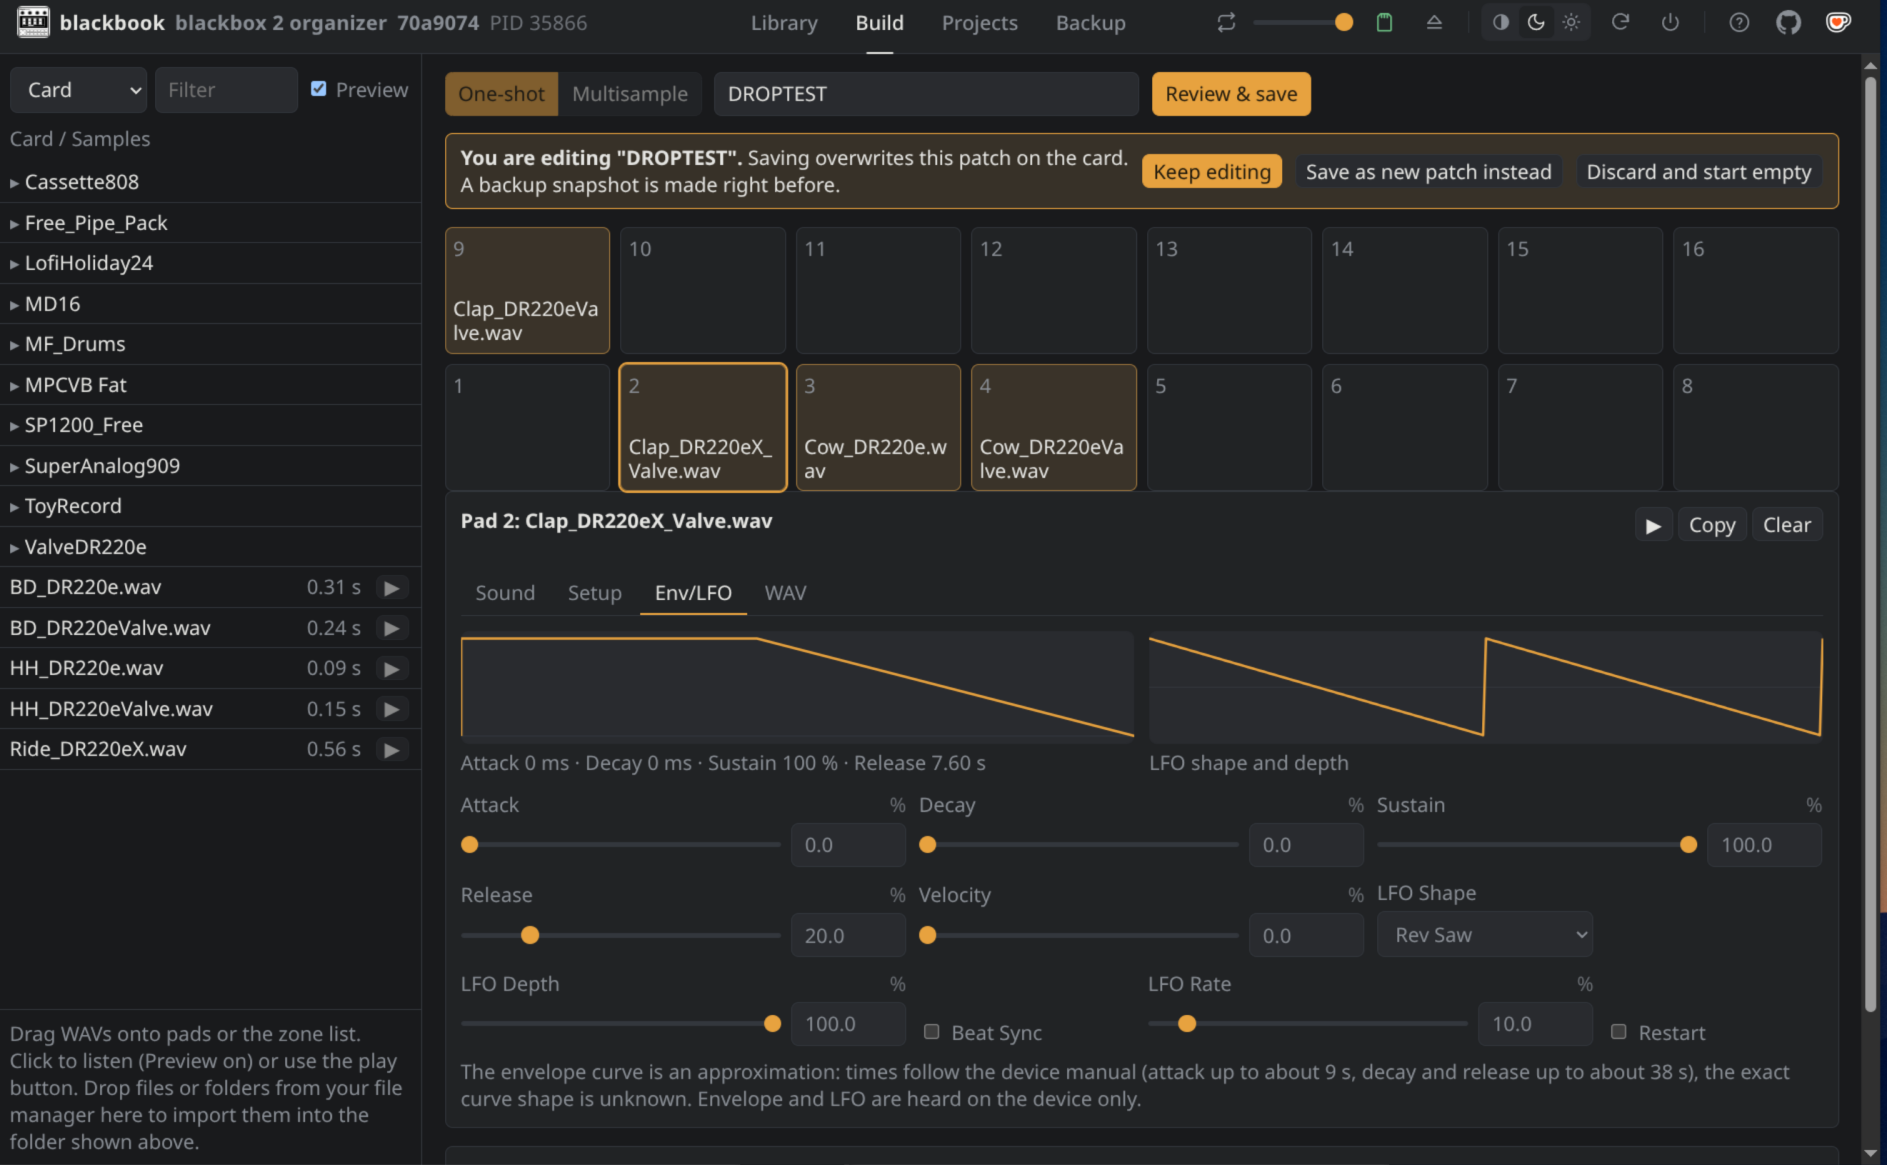 blackbook blackbox 2 organizer 70a9074 PID 35866
Library Build Projects Backup
Card Filter Preview
Card / Samples
Cassette808
Free_Pipe_Pack
LofiHoliday24
MD16
MF_Drums
MPCVB Fat
SP1200_Free
SuperAnalog909
ToyRecord
ValveDR220e
BD_DR220e.wav 0.31 s
BD_DR220eValve.wav 0.24 s
HH_DR220e.wav 0.09 s
HH_DR220eValve.wav 0.15 s
Ride_DR220eX.wav 0.56 s
Drag WAVs onto pads or the zone list.
Click to listen (Preview on) or use the play
button. Drop files or folders from your file
manager here to import them into the
folder shown above.
One-shot Multisample DROPTEST Review & save
You are editing "DROPTEST". Saving overwrites this patch on the card.
A backup snapshot is made right before.
Keep editing Save as new patch instead Discard and start empty
9 10 11 12 13 14 15 16
Clap_DR220eVa
lve.wav
1 2 3 4 5 6 7 8
Clap_DR220eX_ Cow_DR220e.w Cow_DR220eVa
Valve.wav av lve.wav
Pad 2: Clap_DR220eX_Valve.wav Copy Clear
Sound Setup Env/LFO WAV
Attack 0 ms · Decay 0 ms · Sustain 100 % · Release 7.60 s LFO shape and depth
Attack % Decay % Sustain %
0.0 0.0 100.0
Release % Velocity % LFO Shape
20.0 0.0 Rev Saw
LFO Depth % LFO Rate %
100.0 Beat Sync 10.0 Restart
The envelope curve is an approximation: times follow the device manual (attack up to about 9 s, decay and release up to about 38 s), the exact
curve shape is unknown. Envelope and LFO are heard on the device only.